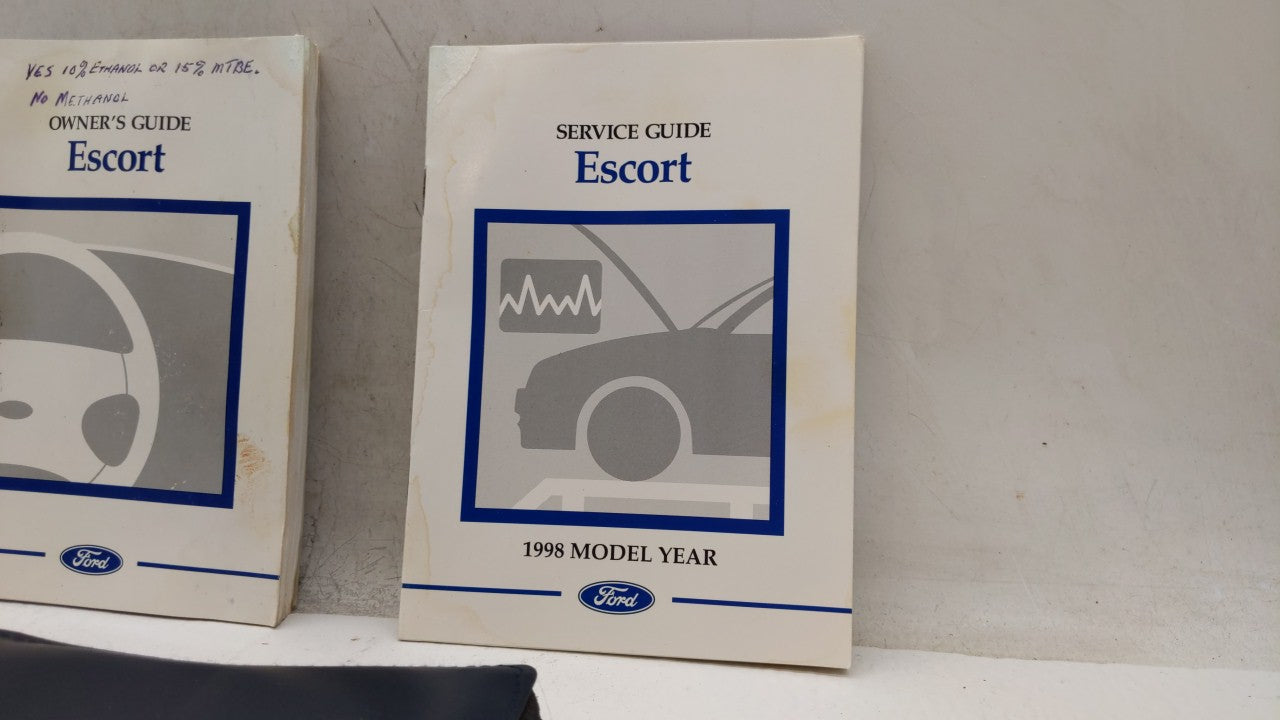 YES 10% ETHANOL OR 15% MTBE.
NO METHANOL
OWNER'S GUIDE
Escort
Ford
SERVICE GUIDE
Escort
1998 MODEL YEAR
Ford